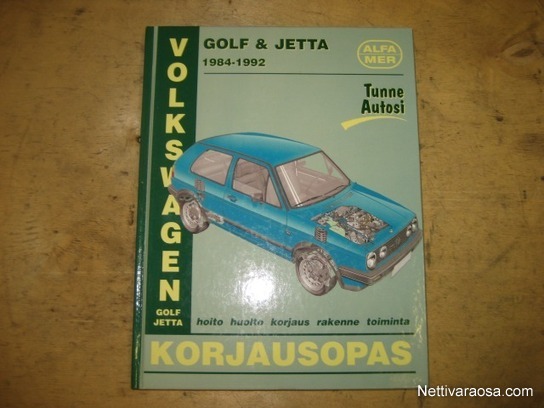 VOLKSWAGEN
GOLF
JETTA
GOLF & JETTA
1984-1992
ALFA
MER
Tunne
Autosi
hoito huolto korjaus rakenne toiminta
KORJAUSOPAS
Nettivaraosa.com